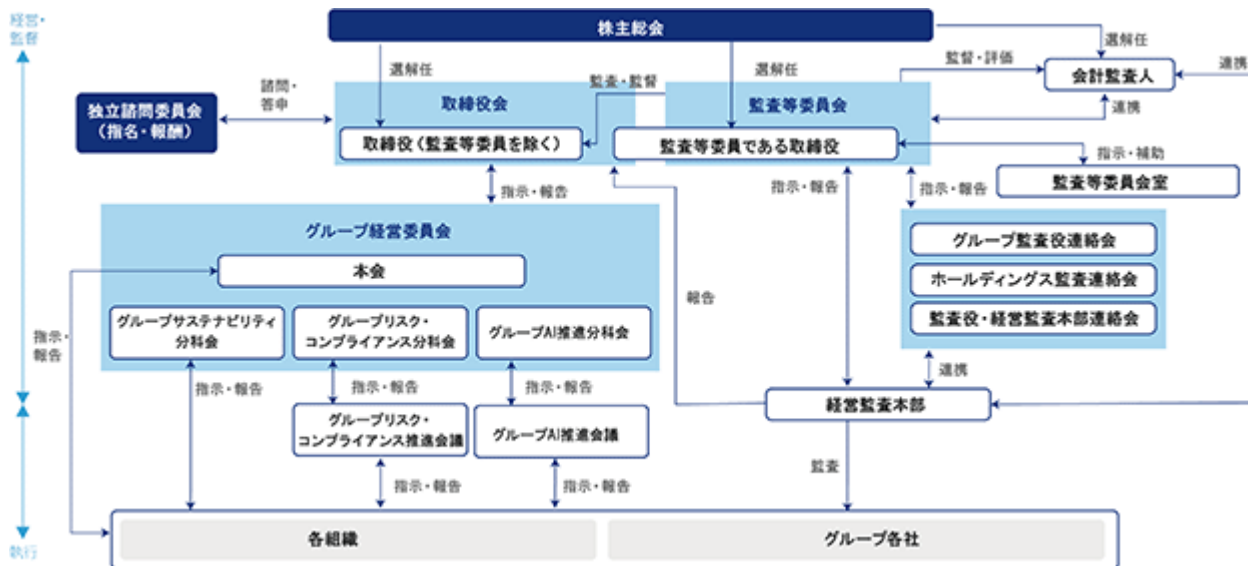 経営・
監督
株主総会
選解任
選解任
選解任
監査・監督
監督・評価
連携
会計監査人
諮問・
答申
独立諮問委員会
（指名・報酬）
取締役会
監査等委員会
連携
取締役（監査等委員を除く）
監査等委員である取締役
指示・補助
監査等委員会室
指示・報告
指示・報告
指示・報告
グループ経営委員会
本会
グループ監査役連絡会
ホールディングス監査連絡会
監査役・経営監査本部連絡会
報告
グループサステナビリティ
分科会
グループリスク・
コンプライアンス分科会
グループAI推進分科会
指示・
報告
指示・報告
指示・報告
指示・報告
連携
経営監査本部
グループリスク・
コンプライアンス推進会議
グループAI推進会議
監査
指示・報告
指示・報告
各組織
グループ各社
執行